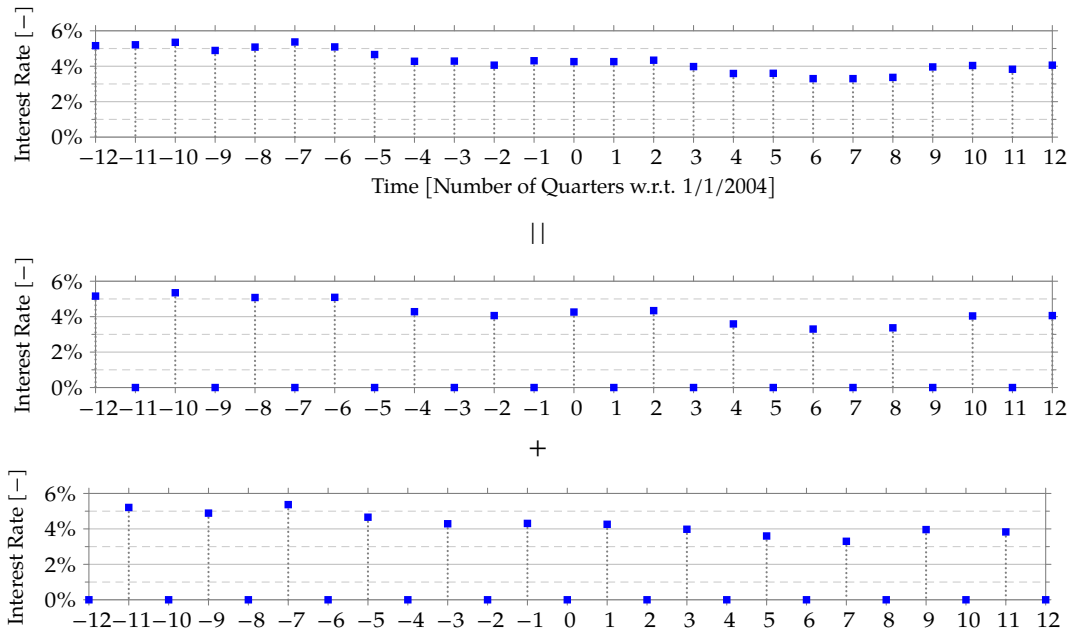 Interest Rate [−]
6%
4%
2%
0%
−12 −11 −10 −9 −8 −7 −6 −5 −4 −3 −2 −1 0 1 2 3 4 5 6 7 8 9 10 11 12
Time [Number of Quarters w.r.t. 1/1/2004]
||
Interest Rate [−]
6%
4%
2%
0%
−12 −11 −10 −9 −8 −7 −6 −5 −4 −3 −2 −1 0 1 2 3 4 5 6 7 8 9 10 11 12
+
Interest Rate [−]
6%
4%
2%
0%
−12 −11 −10 −9 −8 −7 −6 −5 −4 −3 −2 −1 0 1 2 3 4 5 6 7 8 9 10 11 12